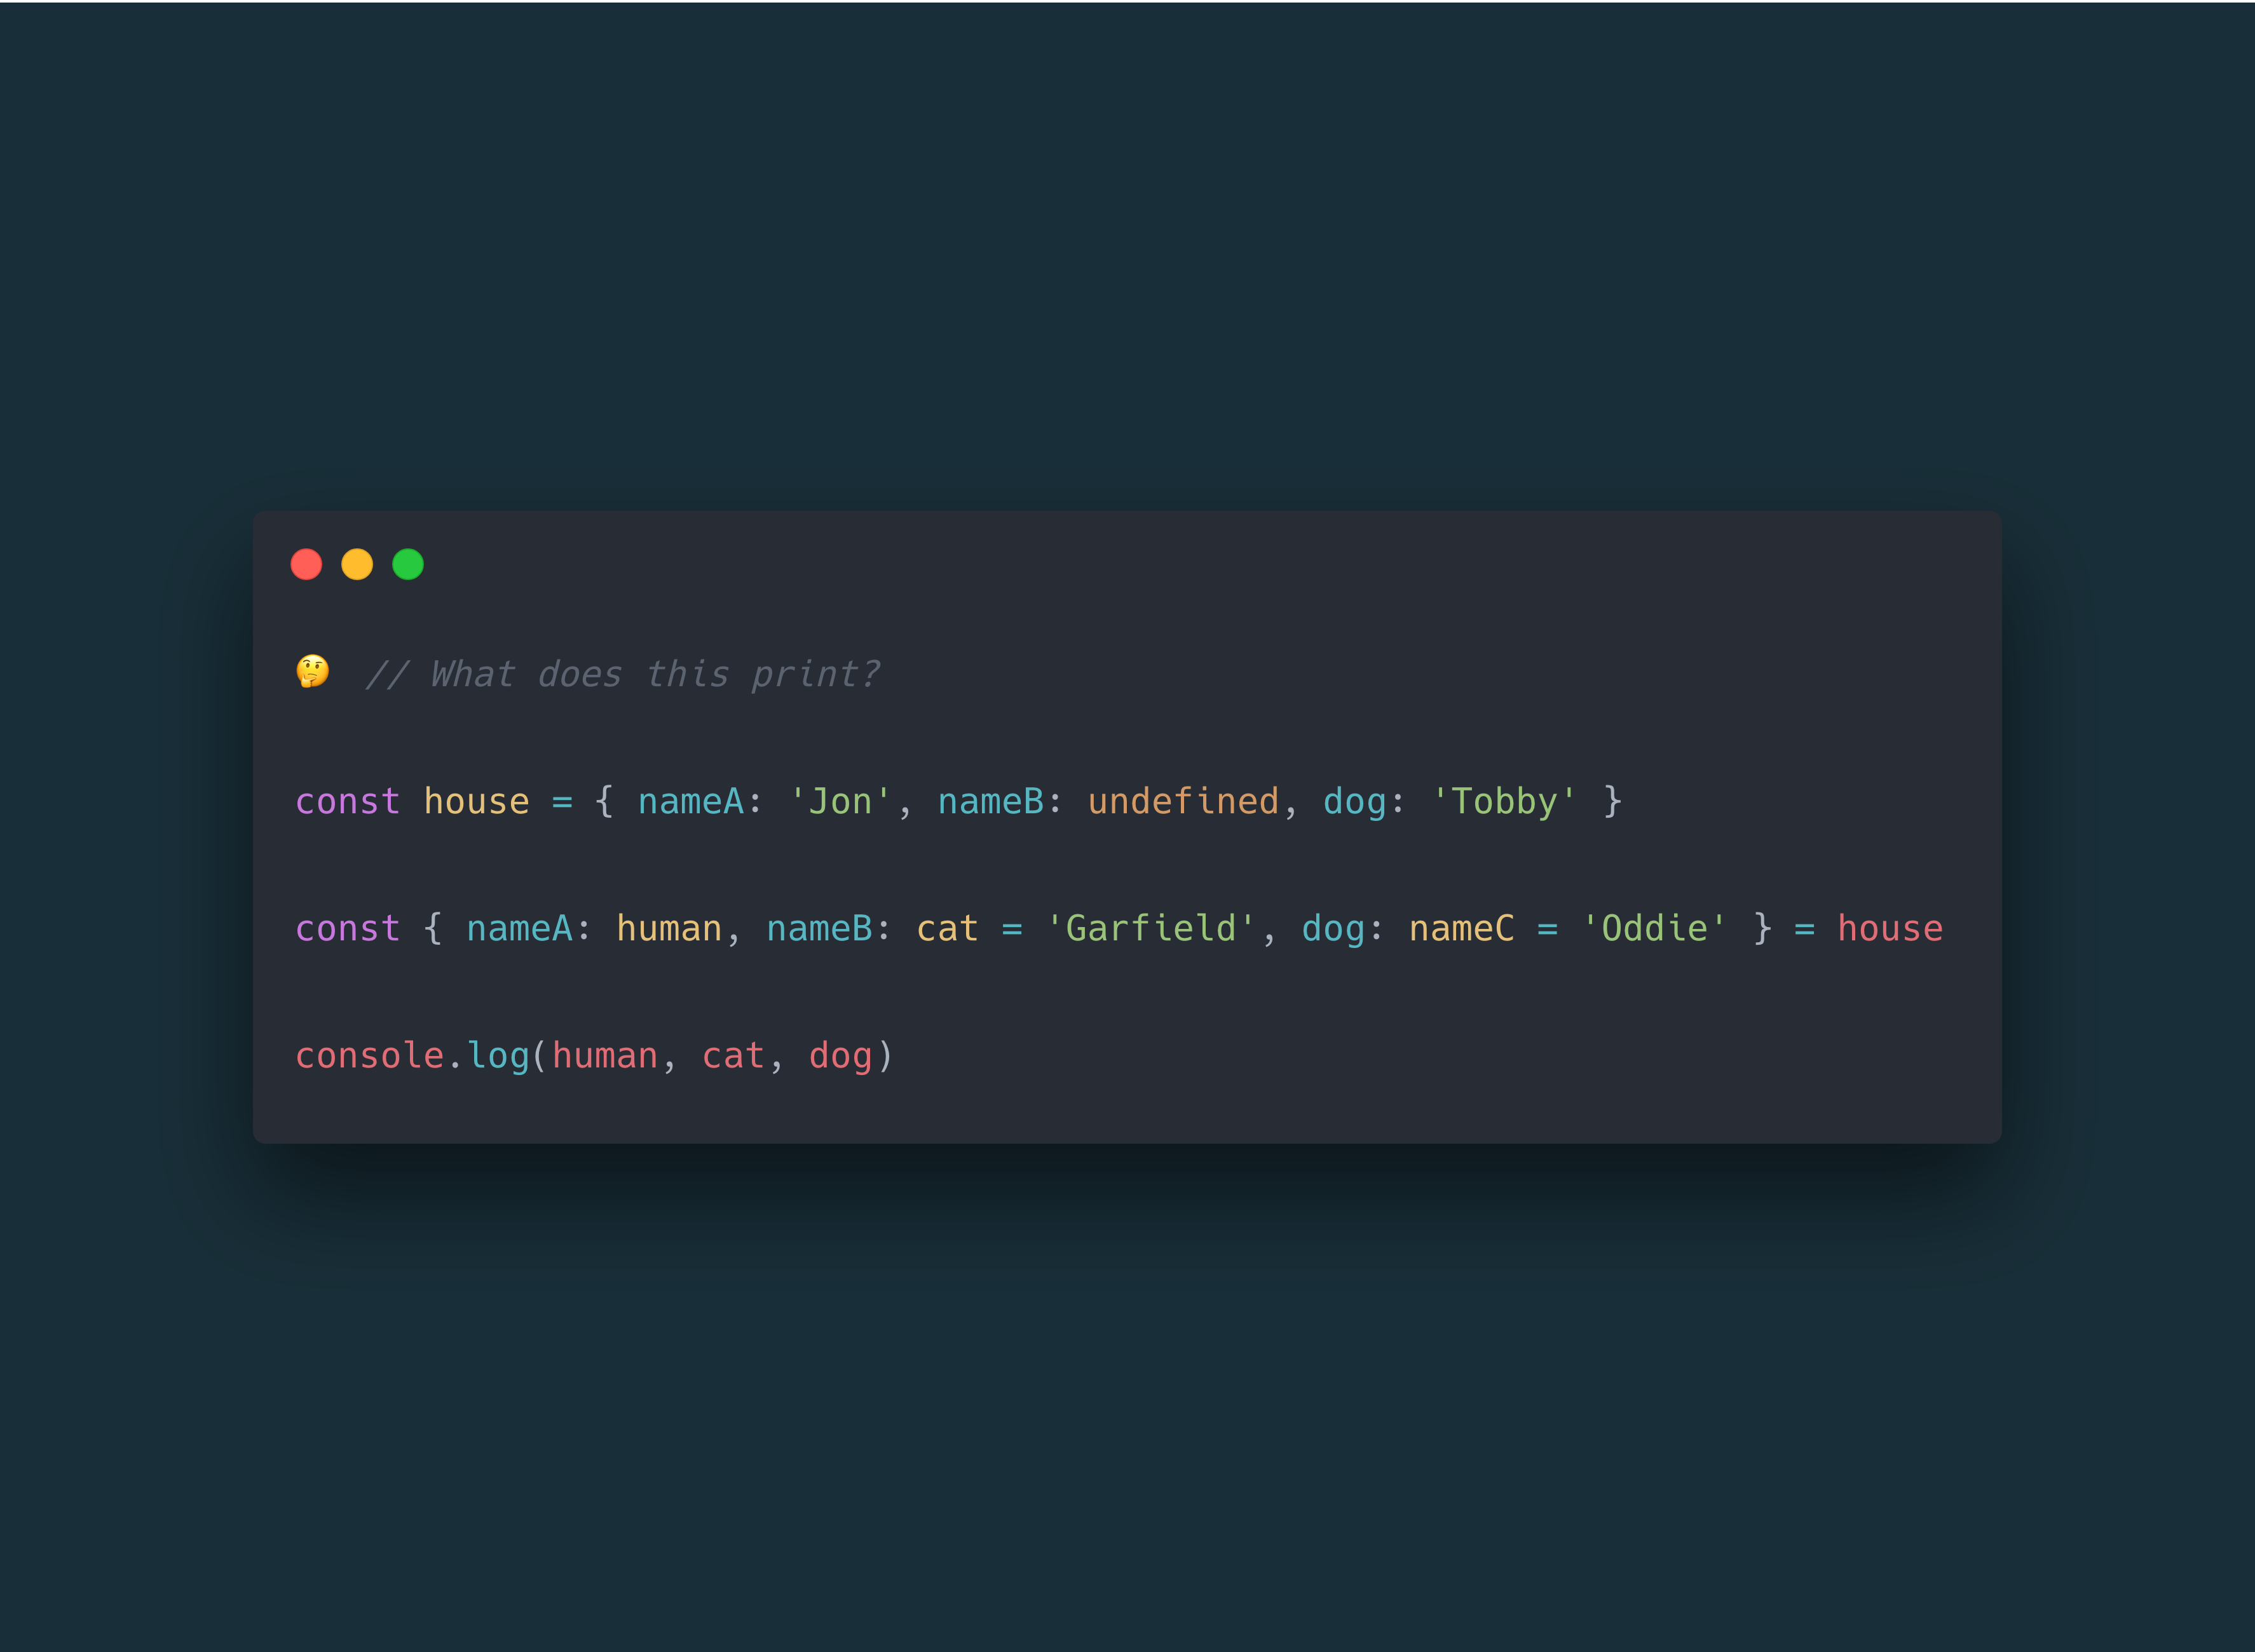 🤔 // What does this print?
const house = { nameA: 'Jon', nameB: undefined, dog: 'Tobby' }
const { nameA: human, nameB: cat = 'Garfield', dog: nameC = 'Oddie' } = house
console.log(human, cat, dog)